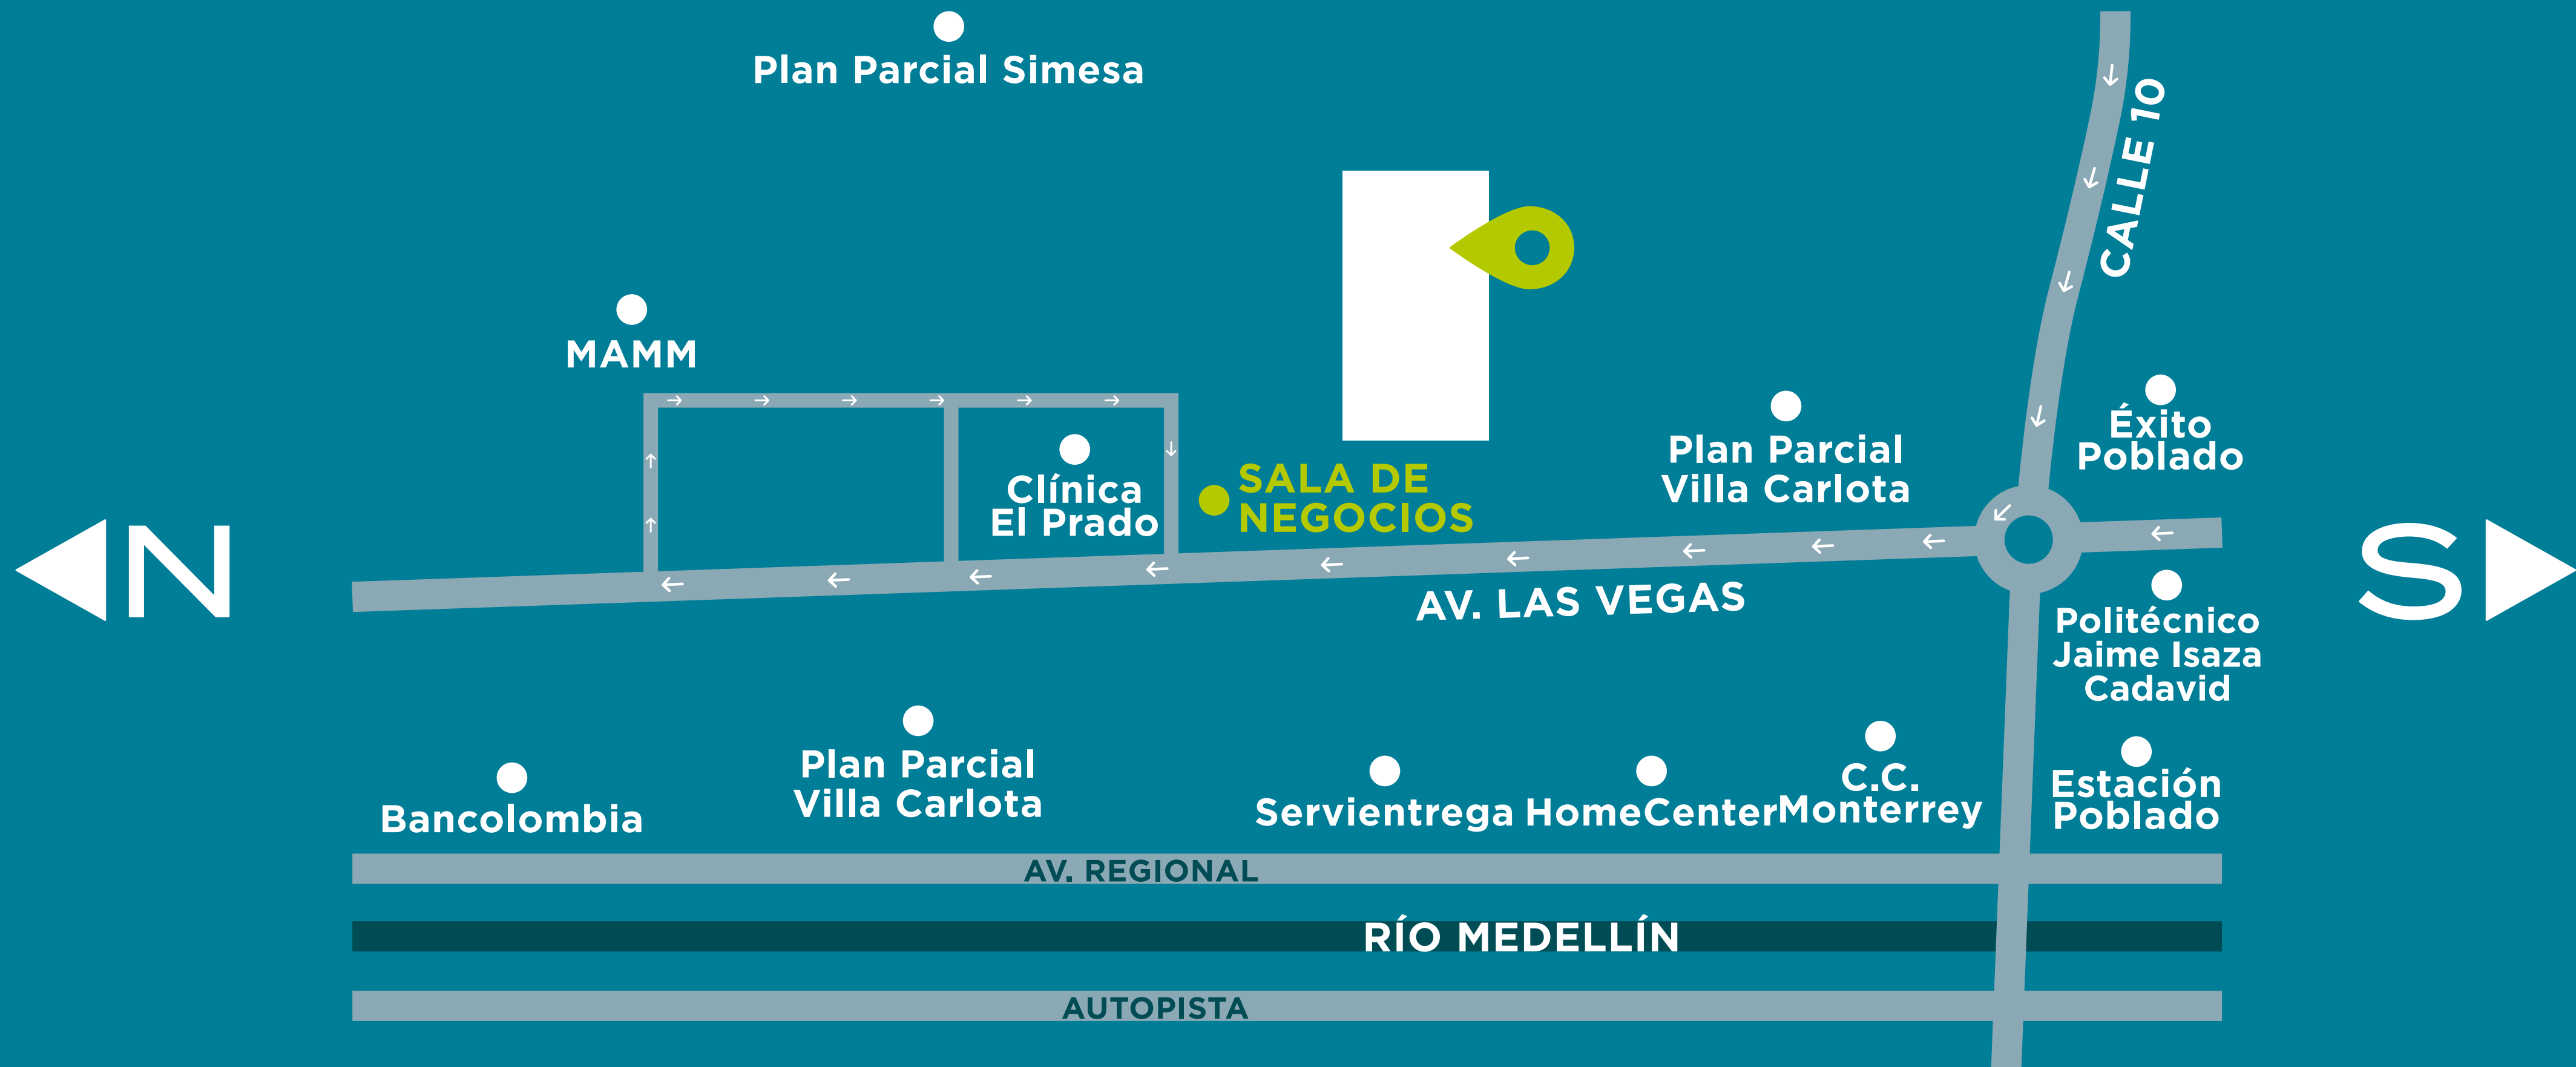 Plan Parcial Simesa
CALLE 10
MAMM
Éxito
Poblado
Plan Parcial
Villa Carlota
Clínica
El Prado
SALA DE
NEGOCIOS
N
S
AV. LAS VEGAS
Politécnico
Jaime Isaza
Cadavid
Plan Parcial
Villa Carlota
Bancolombia
Servientrega
HomeCenter
C.C.
Monterrey
Estación
Poblado
AV. REGIONAL
RÍO MEDELLÍN
AUTOPISTA